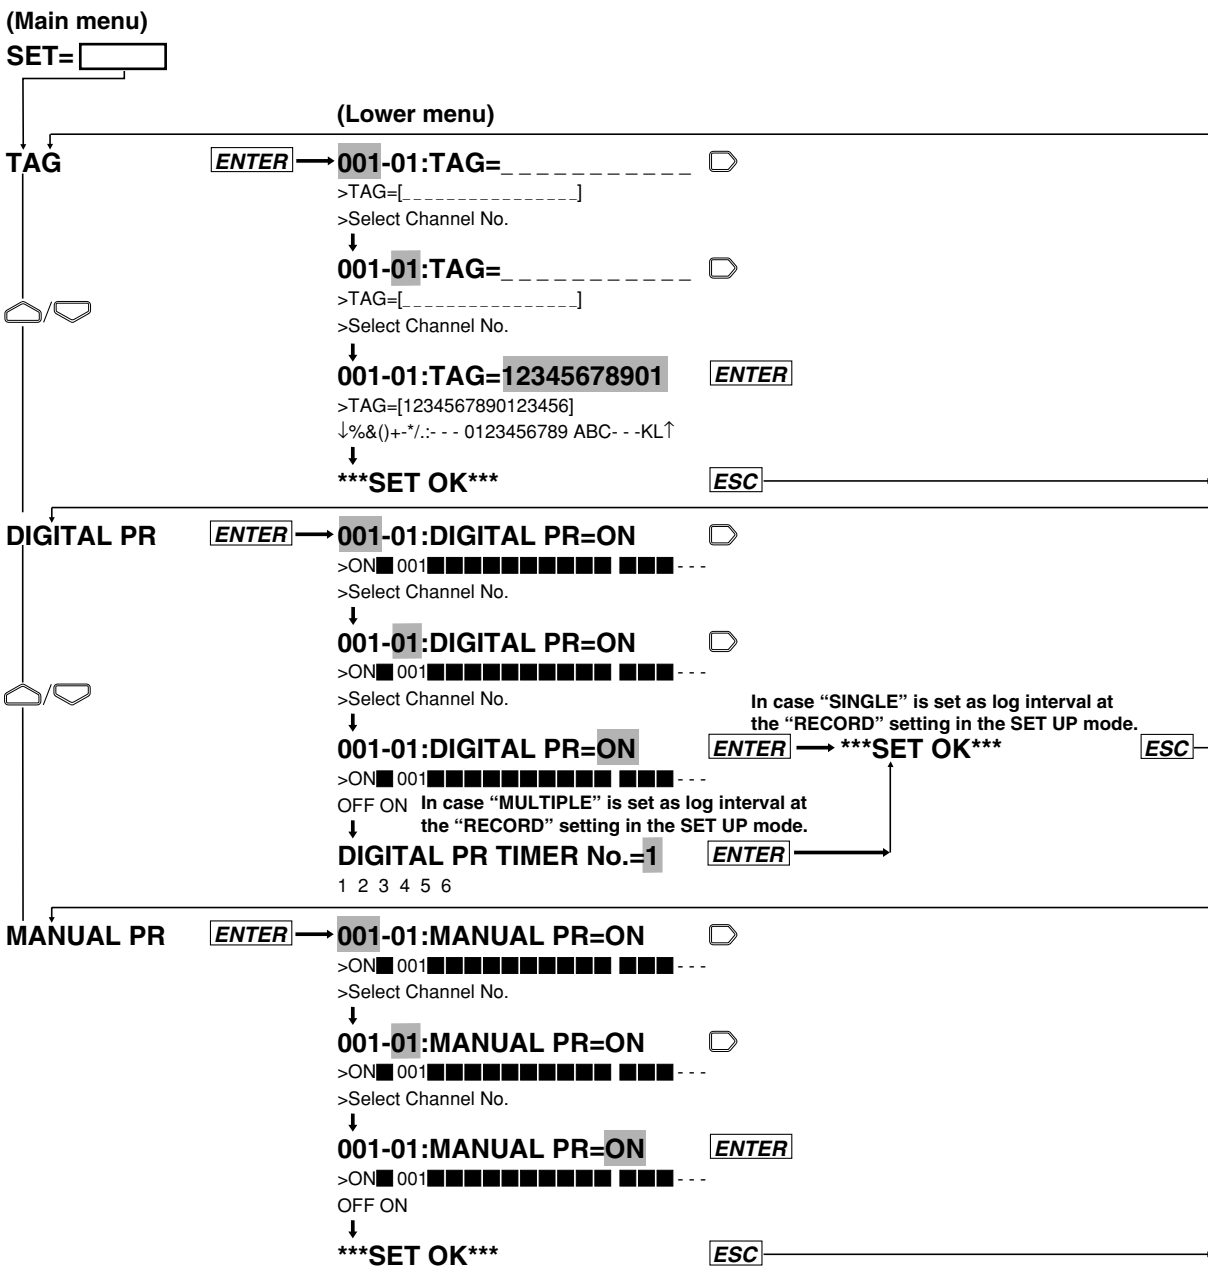 (Main menu)
SET=
(Lower menu)
TAG ENTER 001-01:TAG=_ _ _ _ _ _ _ _ _ _ _
>TAG=[_ _ _ _ _ _ _ _ _ _ _ _ _ _ _ _]
>Select Channel No.
001-01:TAG=_ _ _ _ _ _ _ _ _ _ _
>TAG=[_ _ _ _ _ _ _ _ _ _ _ _ _ _ _ _]
>Select Channel No.
001-01:TAG=12345678901 ENTER
>TAG=[1234567890123456]
↓%&()+-*/.:- - - 0123456789 ABC- - -KL↑
***SET OK*** ESC
DIGITAL PR ENTER 001-01:DIGITAL PR=ON
>ON■ 001■■■■■■■■■■ ■■■ - - -
>Select Channel No.
001-01:DIGITAL PR=ON
>ON■ 001■■■■■■■■■■ ■■■ - - -
>Select Channel No.
In case “SINGLE” is set as log interval at
the “RECORD” setting in the SET UP mode.
001-01:DIGITAL PR=ON ENTER ***SET OK*** ESC
>ON■ 001■■■■■■■■■■ ■■■ - - -
OFF ON In case “MULTIPLE” is set as log interval at
the “RECORD” setting in the SET UP mode.
DIGITAL PR TIMER No.=1 ENTER
1 2 3 4 5 6
MANUAL PR ENTER 001-01:MANUAL PR=ON
>ON■ 001■■■■■■■■■■ ■■■ - - -
>Select Channel No.
001-01:MANUAL PR=ON
>ON■ 001■■■■■■■■■■ ■■■ - - -
>Select Channel No.
001-01:MANUAL PR=ON ENTER
>ON■ 001■■■■■■■■■■ ■■■ - - -
OFF ON
***SET OK*** ESC